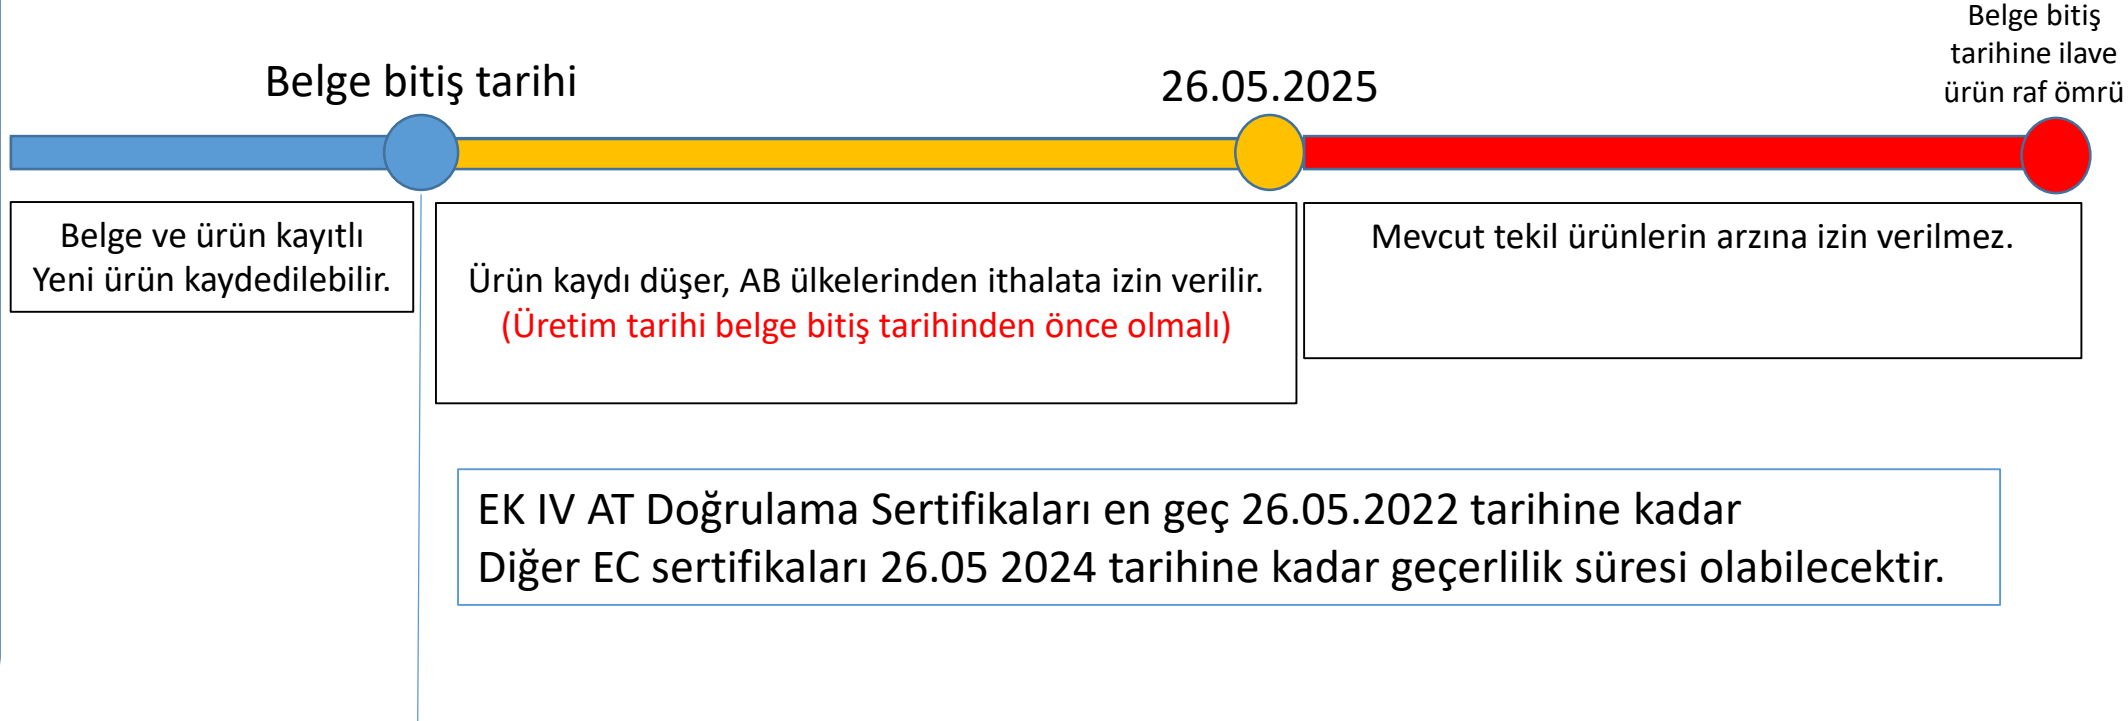 Belge bitiş tarihi
26.05.2025
Belge bitiş
tarihine ilave
ürün raf ömrü
Belge ve ürün kayıtlı
Yeni ürün kaydedilebilir.
Ürün kaydı düşer, AB ülkelerinden ithalata izin verilir.
(Üretim tarihi belge bitiş tarihinden önce olmalı)
Mevcut tekil ürünlerin arzına izin verilmez.
EK IV AT Doğrulama Sertifikaları en geç 26.05.2022 tarihine kadar
Diğer EC sertifikaları 26.05 2024 tarihine kadar geçerlilik süresi olabilecektir.